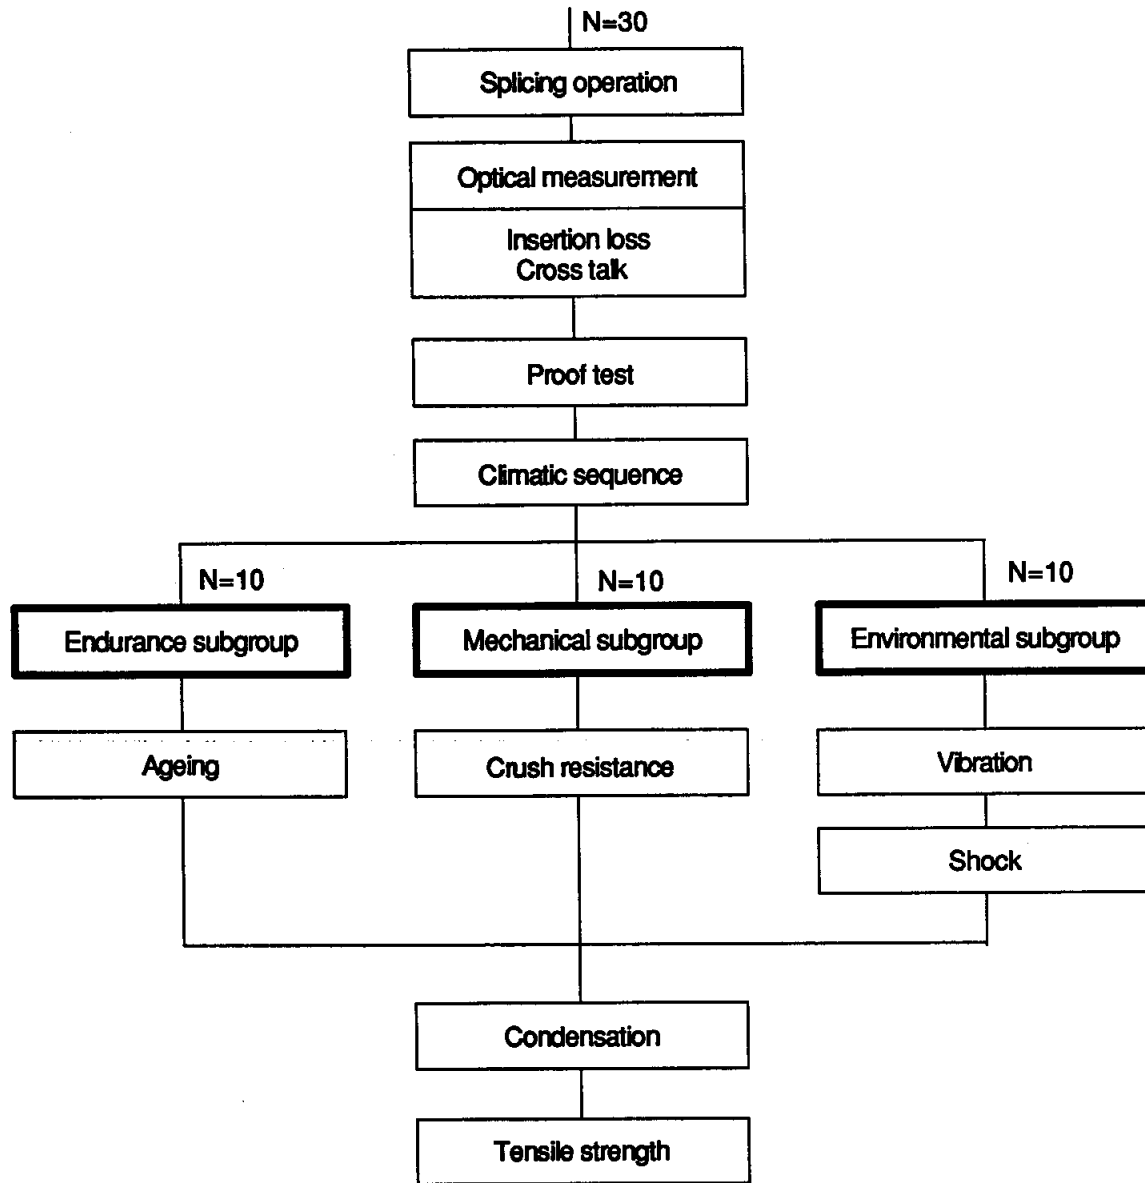 N=30
Splicing operation
Optical measurement
Insertion loss
Cross talk
Proof test
Climatic sequence
N=10
N=10
N=10
Endurance subgroup
Mechanical subgroup
Environmental subgroup
Ageing
Crush resistance
Vibration
Shock
Condensation
Tensile strength